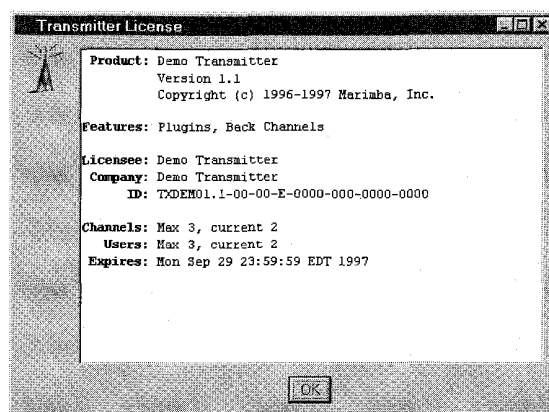 Transmitter License
Product: Demo Transmitter
Version 1.1
Copyright (c) 1996-1997 Marimba, Inc.
Features: Plugins, Back Channels
Licensee: Demo Transmitter
Company: Demo Transmitter
ID: TXDEM01.1-00-00-E-0000-000-0000-0000
Channels: Max 3, current 2
Users: Max 3, current 2
Expires: Mon Sep 29 23:59:59 EDT 1997
OK